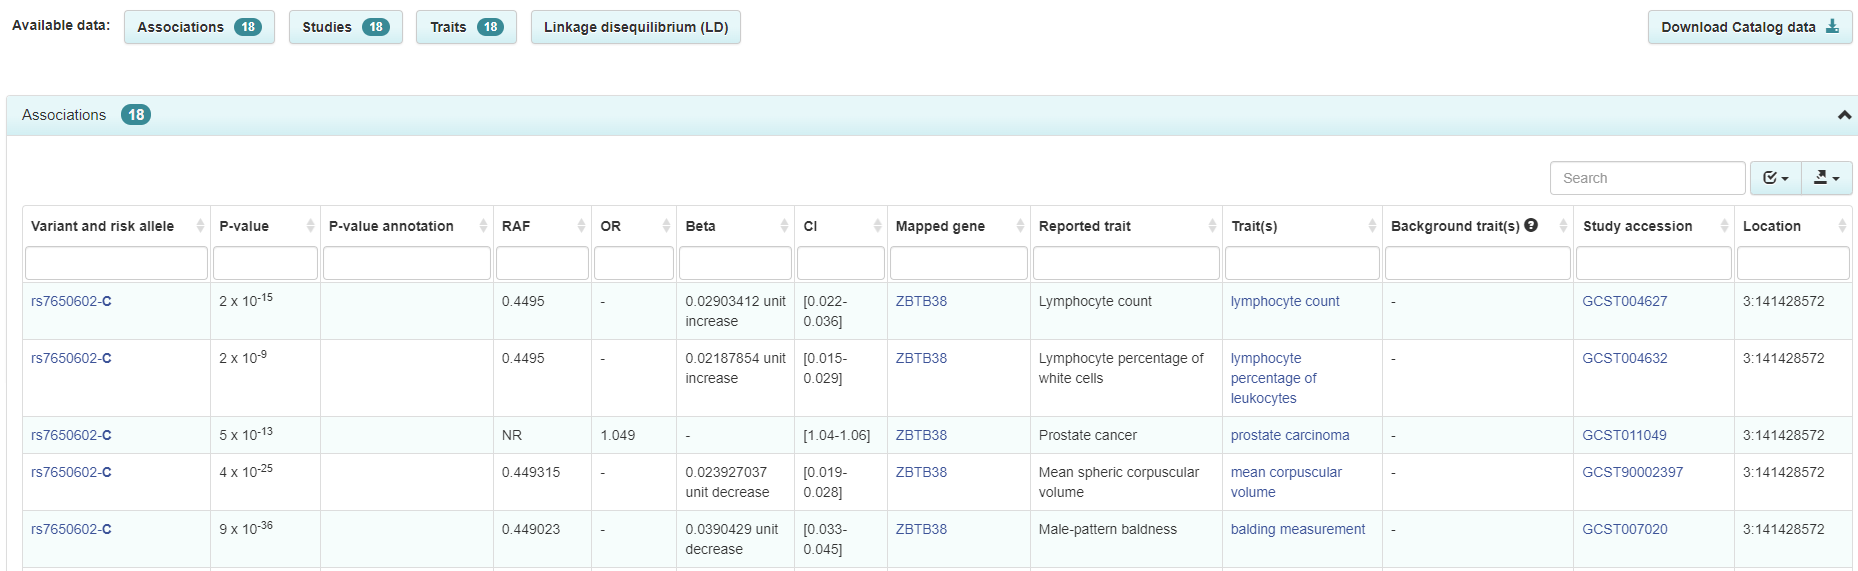 Available data: Associations 18 Studies 18 Traits 18 Linkage disequilibrium (LD) Download Catalog data
Associations 18
Search
Variant and risk allele P-value P-value annotation RAF OR Beta CI Mapped gene Reported trait Trait(s) Background trait(s) ? Study accession Location
rs7650602-C 2 x 10-15 0.4495 - 0.02903412 unit [0.022- ZBTB38 Lymphocyte count lymphocyte count - GCST004627 3:141428572
increase 0.036]
rs7650602-C 2 x 10-9 0.4495 - 0.02187854 unit [0.015- ZBTB38 Lymphocyte percentage of lymphocyte - GCST004632 3:141428572
increase 0.029] white cells percentage of
leukocytes
rs7650602-C 5 x 10-13 NR 1.049 - [1.04-1.06] ZBTB38 Prostate cancer prostate carcinoma - GCST011049 3:141428572
rs7650602-C 4 x 10-25 0.449315 - 0.023927037 [0.019- ZBTB38 Mean spheric corpuscular mean corpuscular - GCST90002397 3:141428572
unit decrease 0.028] volume volume
rs7650602-C 9 x 10-36 0.449023 - 0.0390429 unit [0.033- ZBTB38 Male-pattern baldness balding measurement - GCST007020 3:141428572
decrease 0.045]